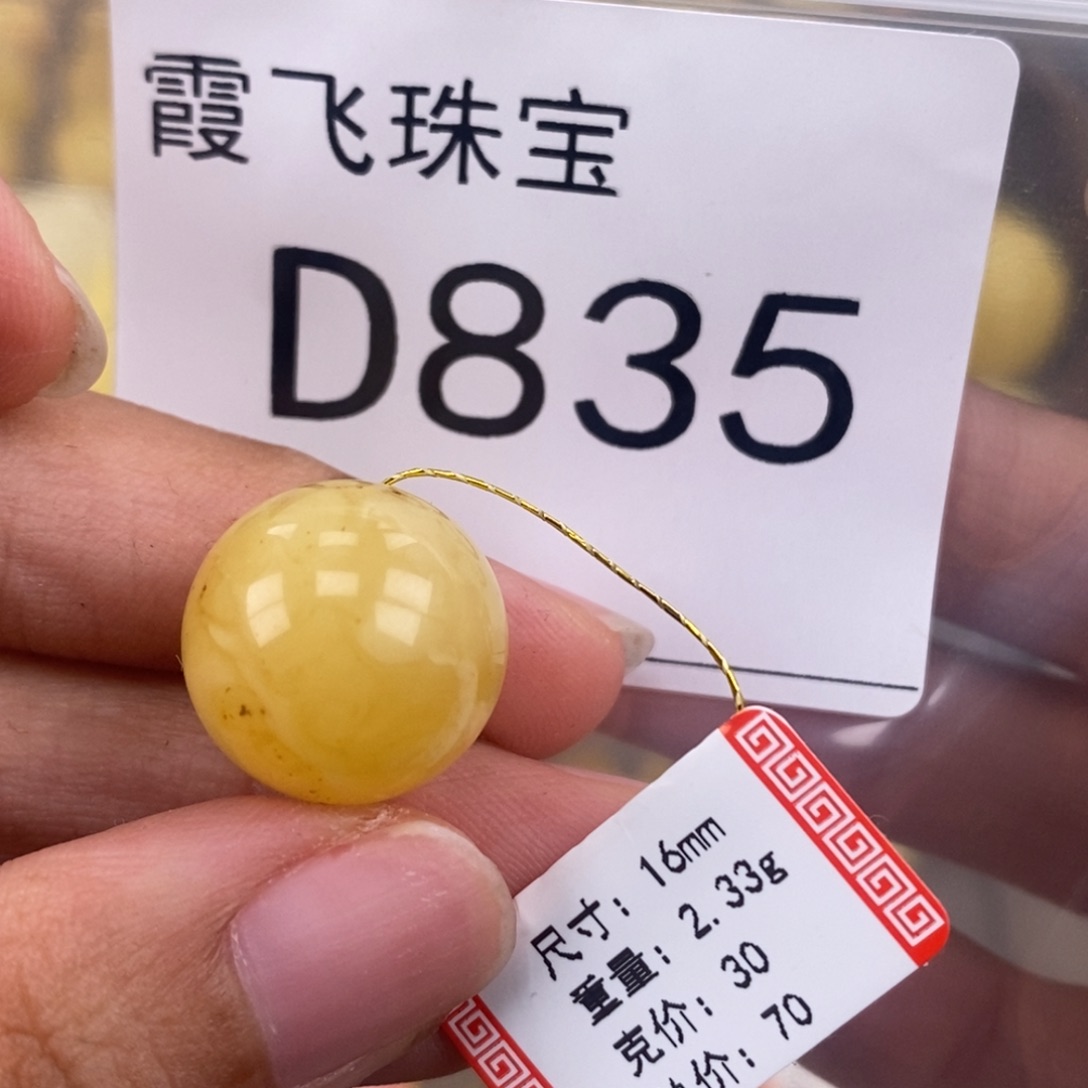 霞飞珠宝
D835
尺寸：16mm
重量：2.33g
克价：30
价：70